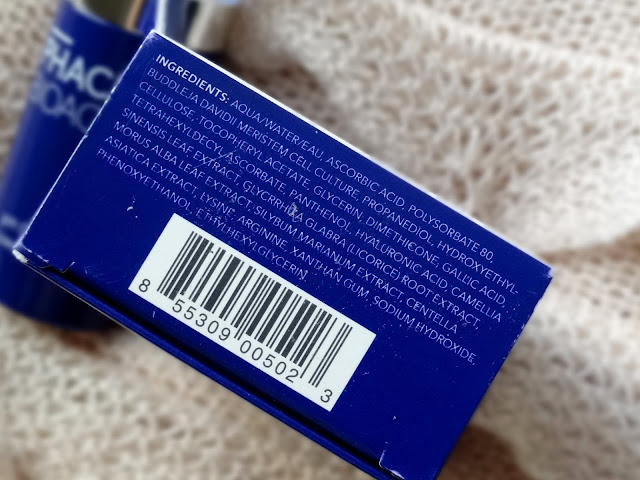 PHAC
IOAC
INGREDIENTS: AQUA/WATER/EAU, ASCORBIC ACID, POLYSORBATE 80,
BUDDLEJA DAVIDII MERISTEM CELL CULTURE, PROPANEDIOL, HYDROXYETHYL-
CELLULOSE, TOCOPHERYL ACETATE, GLYCERIN, DIMETHICONE, GALLIC ACID,
TETRAHEXYLDECYL ASCORBATE, PANTHENOL, HYALURONIC ACID, CAMELLIA
SINENSIS LEAF EXTRACT, GLYCRRHIZA GLABRA (LICORICE) ROOT EXTRACT,
MORUS ALBA LEAF EXTRACT, SILYBUM MARIANUM EXTRACT, CENTELLA
ASIATICA EXTRACT, LYSINE, ARGININE, XANTHAN GUM, SODIUM HYDROXIDE,
PHENOXYETHANOL, ETHYLHEXYLGLYCERIN.
8 55309 00502 3